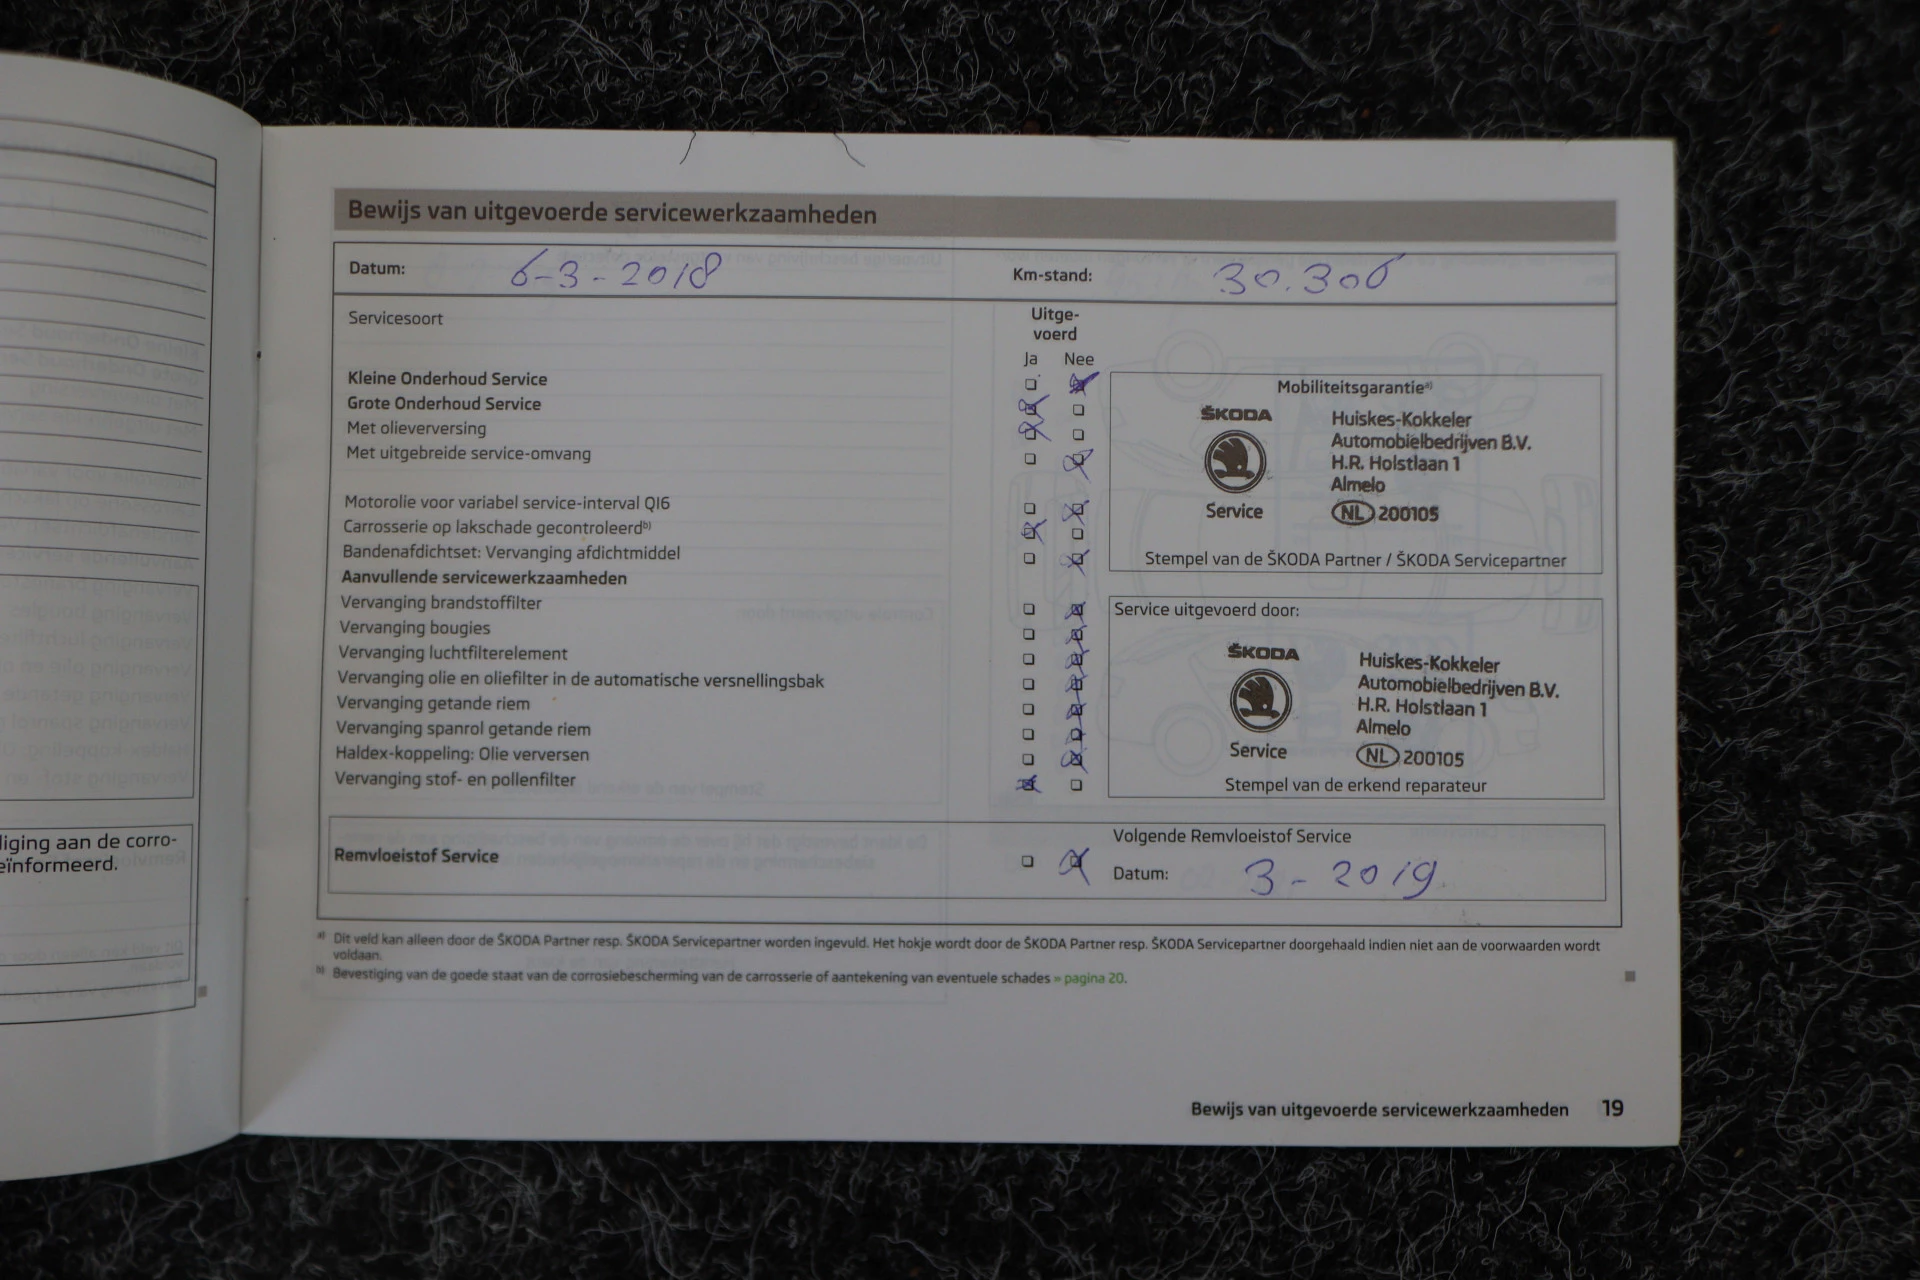 Bewijs van uitgevoerde servicewerkzaamheden
Datum: 6-3-2018 Km-stand: 30.306
Servicesoort Uitge-
voerd
Ja Nee
Kleine Onderhoud Service
Grote Onderhoud Service
Met olieverversing
Met uitgebreide service-omvang
Motorolie voor variabel service-interval QI6
Carrosserie op lakschade gecontroleerd b)
Bandenafdichtset: Vervanging afdichtmiddel
Aanvullende servicewerkzaamheden
Vervanging brandstoffilter
Vervanging bougies
Vervanging luchtfilterelement
Vervanging olie en oliefilter in de automatische versnellingsbak
Vervanging getande riem
Vervanging spanrol getande riem
Haldex-koppeling: Olie verversen
Vervanging stof- en pollenfilter
Mobiliteitsgarantie a)
ŠKODA
Service
Huiskes-Kokkeler
Automobielbedrijven B.V.
H.R. Holstlaan 1
Almelo
NL 200105
Stempel van de ŠKODA Partner / ŠKODA Servicepartner
Service uitgevoerd door:
ŠKODA
Service
Huiskes-Kokkeler
Automobielbedrijven B.V.
H.R. Holstlaan 1
Almelo
NL 200105
Stempel van de erkend reparateur
Remvloeistof Service
Volgende Remvloeistof Service
Datum: 3-2019
a) Dit veld kan alleen door de ŠKODA Partner resp. ŠKODA Servicepartner worden ingevuld. Het hokje wordt door de ŠKODA Partner resp. ŠKODA Servicepartner doorgehaald indien niet aan de voorwaarden wordt
voldaan.
b) Bevestiging van de goede staat van de corrosiebescherming van de carrosserie of aantekening van eventuele schades » pagina 20.
Bewijs van uitgevoerde servicewerkzaamheden 19
aan de corro-